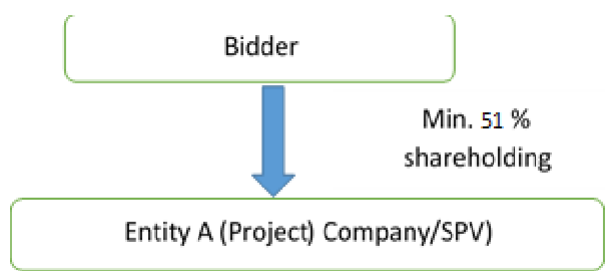 Bidder
Min. 51 %
shareholding
Entity A (Project) Company/SPV)